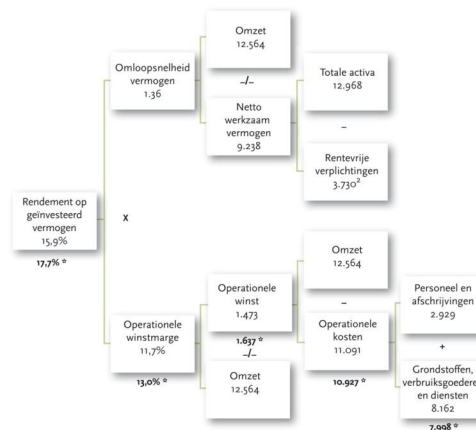 Omzet
12.564
Omloopsnelheid
vermogen
1.36
–/–
Totale activa
12.968
Netto
werkzaam
vermogen
9.238
–
Rentevrije
verplichtingen
3.730²
Rendement op
geïnvesteerd
vermogen
15,9%
17,7% *
x
Omzet
12.564
Operationele
winst
1.473
1.637 *
–
Personeel en
afschrijvingen
2.929
Operationele
winstmarge
11,7%
13,0% *
–/–
Operationele
kosten
11.091
10.927 *
+
Omzet
12.564
Grondstoffen,
verbruiksgoederen
en diensten
8.162
7.998 *